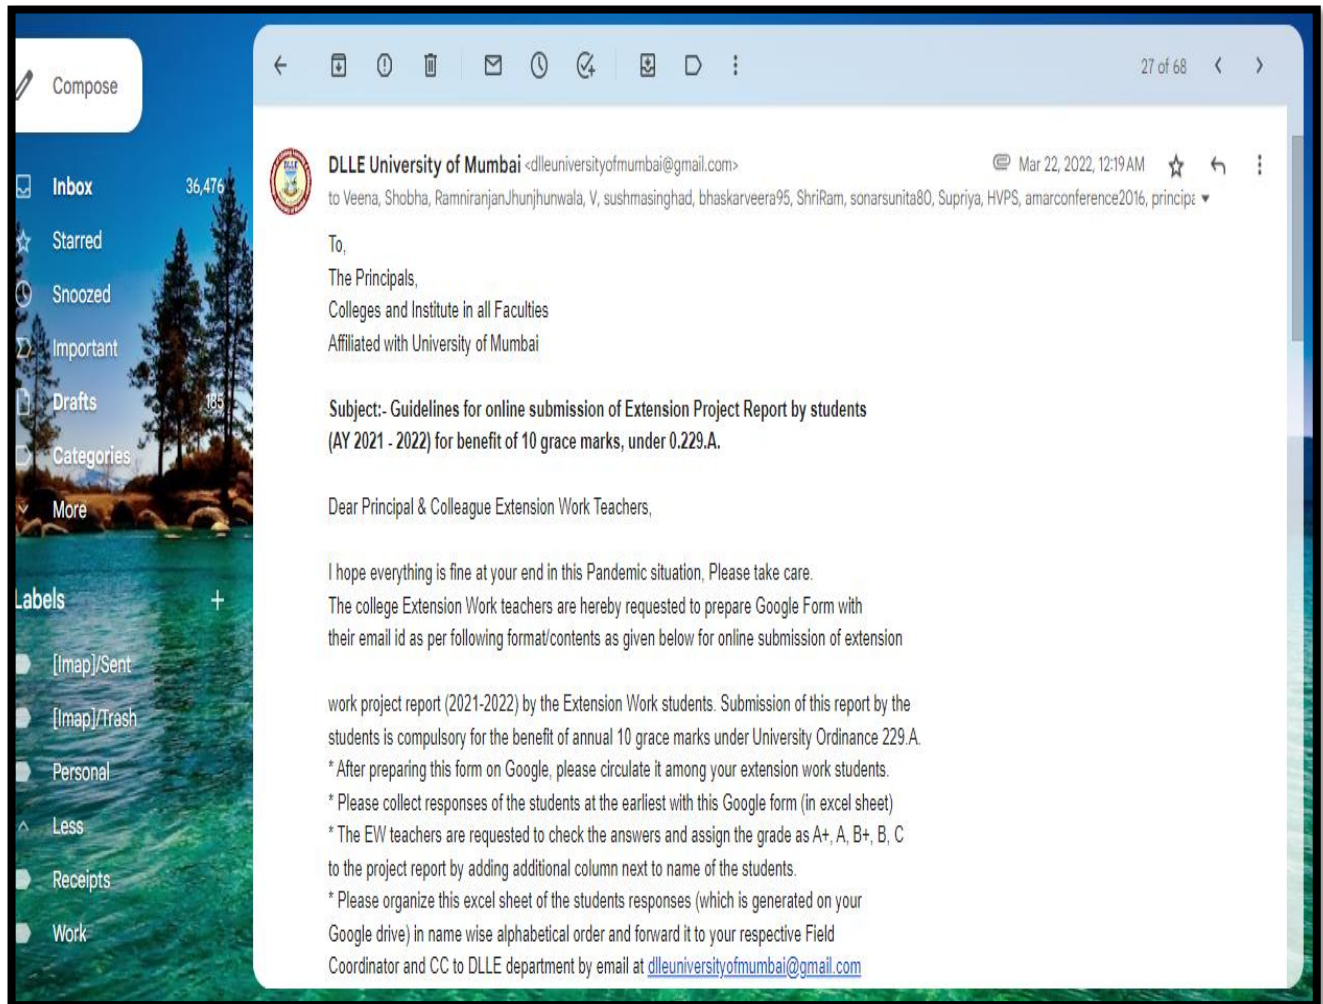 Compose
27 of 68
Inbox 36,476
Starred
Snoozed
Important
Drafts 185
Categories
More
Labels +
[Imap]/Sent
[Imap]/Trash
Personal
Less
Receipts
Work
DLLE
DLLE University of Mumbai <dlleuniversityofmumbai@gmail.com> Mar 22, 2022, 12:19 AM
to Veena, Shobha, RamniranjanJhunjhunwala, V, sushmasinghad, bhaskarveera95, ShriRam, sonarsunita80, Supriya, HVPS, amarconference2016, principa
To,
The Principals,
Colleges and Institute in all Faculties
Affiliated with University of Mumbai
Subject:- Guidelines for online submission of Extension Project Report by students
(AY 2021 - 2022) for benefit of 10 grace marks, under 0.229.A.
Dear Principal & Colleague Extension Work Teachers,
I hope everything is fine at your end in this Pandemic situation, Please take care.
The college Extension Work teachers are hereby requested to prepare Google Form with
their email id as per following format/contents as given below for online submission of extension
work project report (2021-2022) by the Extension Work students. Submission of this report by the
students is compulsory for the benefit of annual 10 grace marks under University Ordinance 229.A.
* After preparing this form on Google, please circulate it among your extension work students.
* Please collect responses of the students at the earliest with this Google form (in excel sheet)
* The EW teachers are requested to check the answers and assign the grade as A+, A, B+, B, C
to the project report by adding additional column next to name of the students.
* Please organize this excel sheet of the students responses (which is generated on your
Google drive) in name wise alphabetical order and forward it to your respective Field
Coordinator and CC to DLLE department by email at dlleuniversityofmumbai@gmail.com